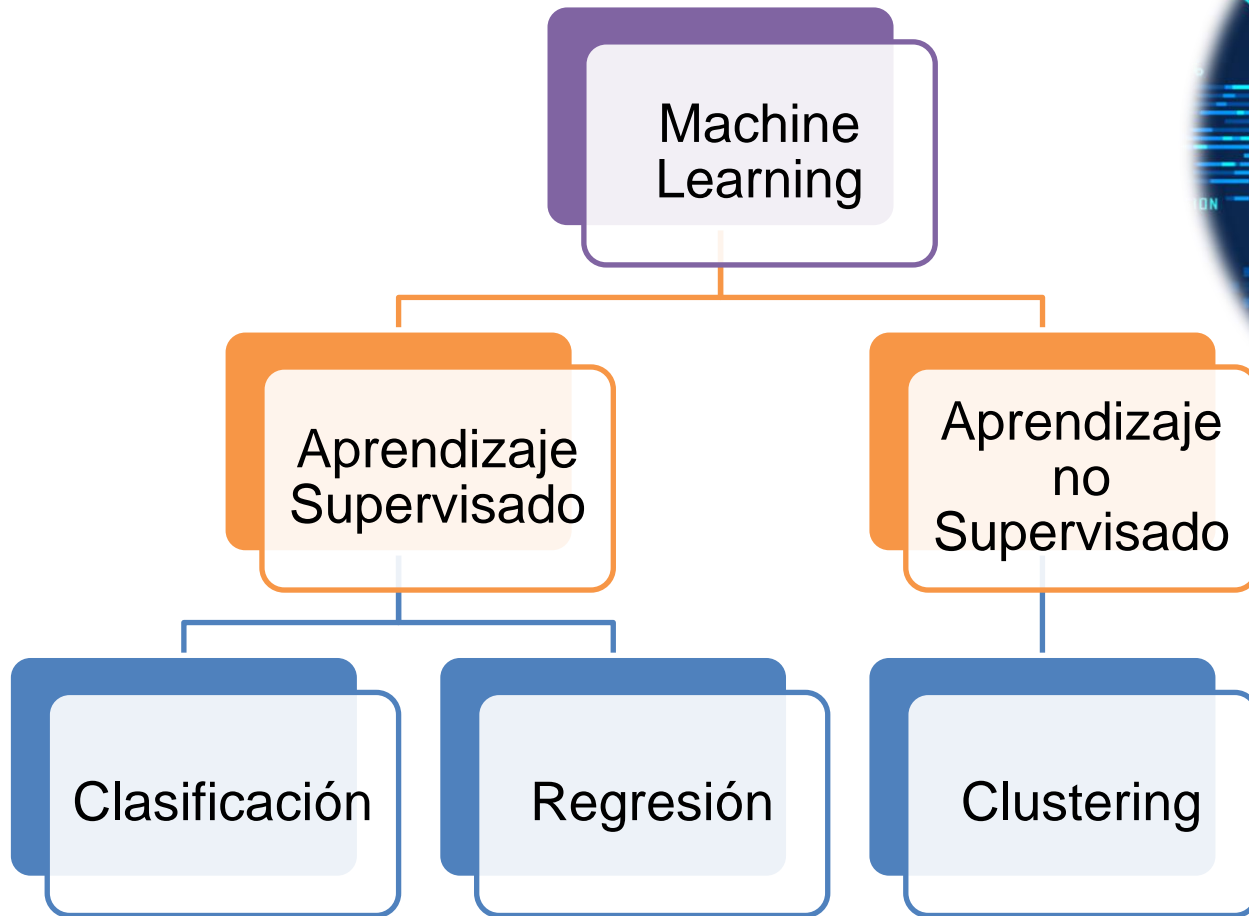 Machine
Learning
Aprendizaje
Supervisado
Aprendizaje
no
Supervisado
Clasificación
Regresión
Clustering